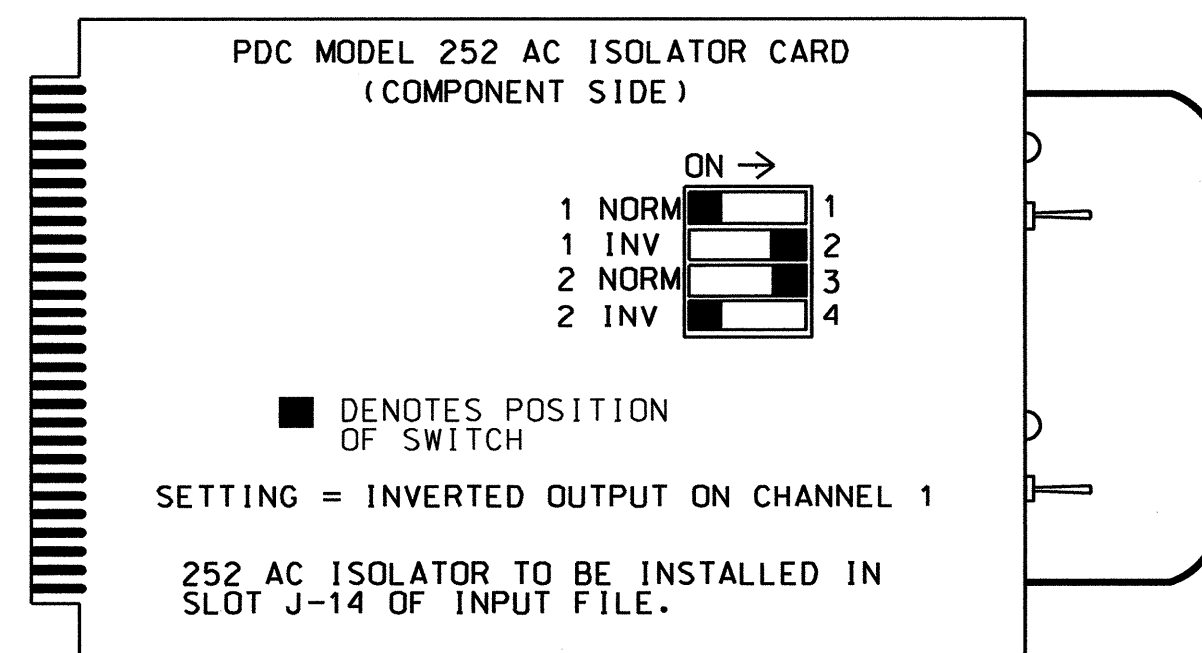 PDC MODEL 252 AC ISOLATOR CARD
(COMPONENT SIDE)
ON →
1 NORM 1
1 INV 2
2 NORM 3
2 INV 4
DENOTES POSITION
OF SWITCH
SETTING = INVERTED OUTPUT ON CHANNEL 1
252 AC ISOLATOR TO BE INSTALLED IN
SLOT J-14 OF INPUT FILE.